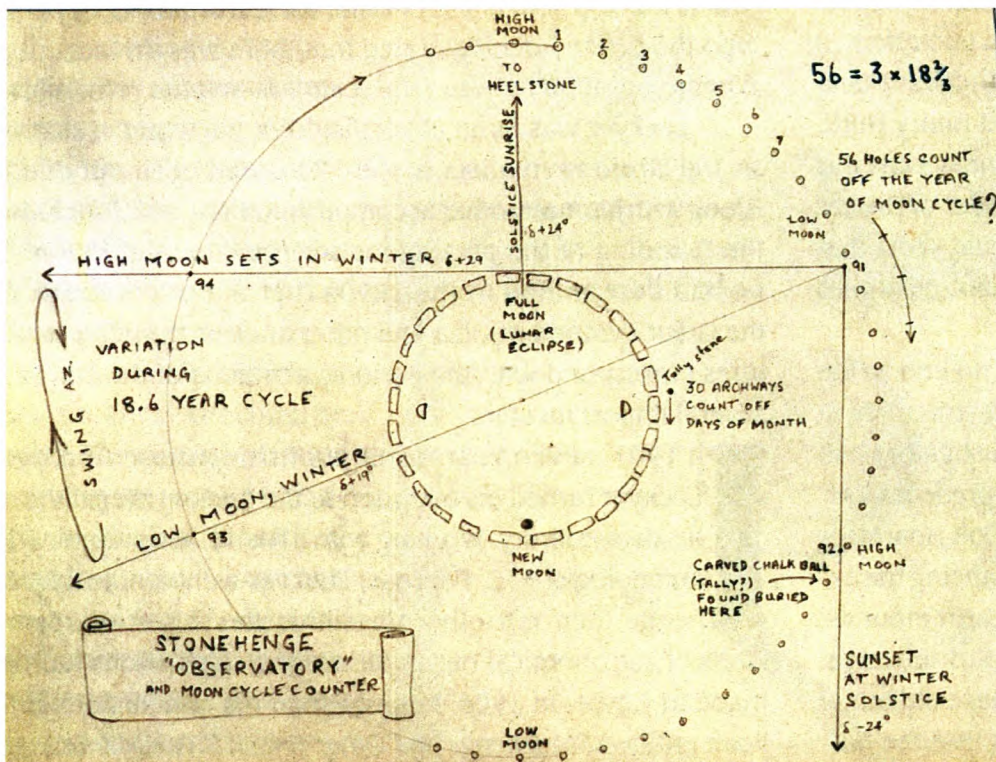 HIGH
MOON
1
2
3
4
5
6
7
TO
HEEL STONE
SOLSTICE SUNRISE
δ+24°
56 = 3 × 18⅔
56 HOLES COUNT
OFF THE YEAR
OF MOON CYCLE?
LOW
MOON
HIGH MOON SETS IN WINTER δ+29
94
91
FULL
MOON
(LUNAR
ECLIPSE)
Tally stone
30 ARCHWAYS
COUNT OFF
DAYS OF MONTH
SWING AZ.
VARIATION
DURING
18.6 YEAR CYCLE
LOW MOON, WINTER
δ+19°
93
NEW
MOON
92
HIGH
MOON
CARVED CHALK BALL
(TALLY?)
FOUND BURIED
HERE
STONEHENGE
"OBSERVATORY"
AND MOON CYCLE COUNTER
SUNSET
AT WINTER
SOLSTICE
δ-24°
LOW
MOON